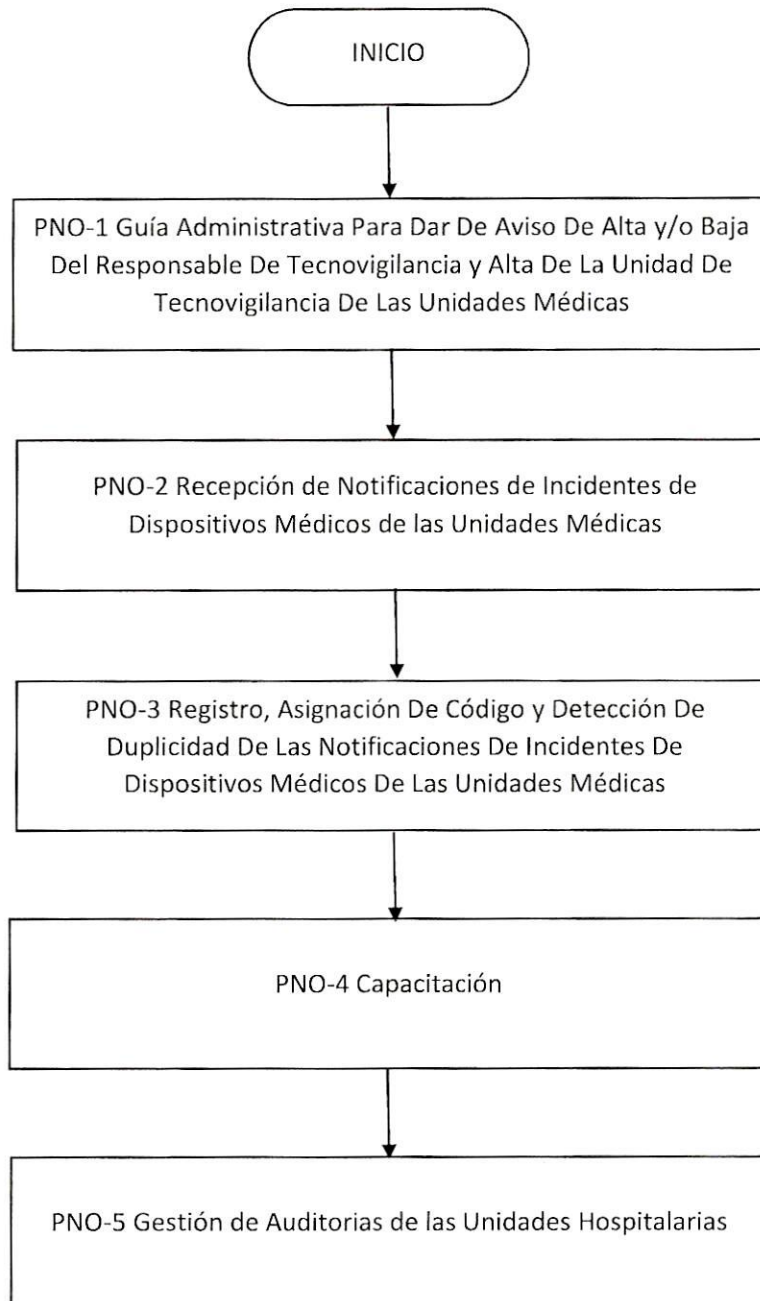 INICIO
PNO-1 Guía Administrativa Para Dar De Aviso De Alta y/o Baja
Del Responsable De Tecnovigilancia y Alta De La Unidad De
Tecnovigilancia De Las Unidades Médicas
PNO-2 Recepción de Notificaciones de Incidentes de
Dispositivos Médicos de las Unidades Médicas
PNO-3 Registro, Asignación De Código y Detección De
Duplicidad De Las Notificaciones De Incidentes De
Dispositivos Médicos De Las Unidades Médicas
PNO-4 Capacitación
PNO-5 Gestión de Auditorias de las Unidades Hospitalarias